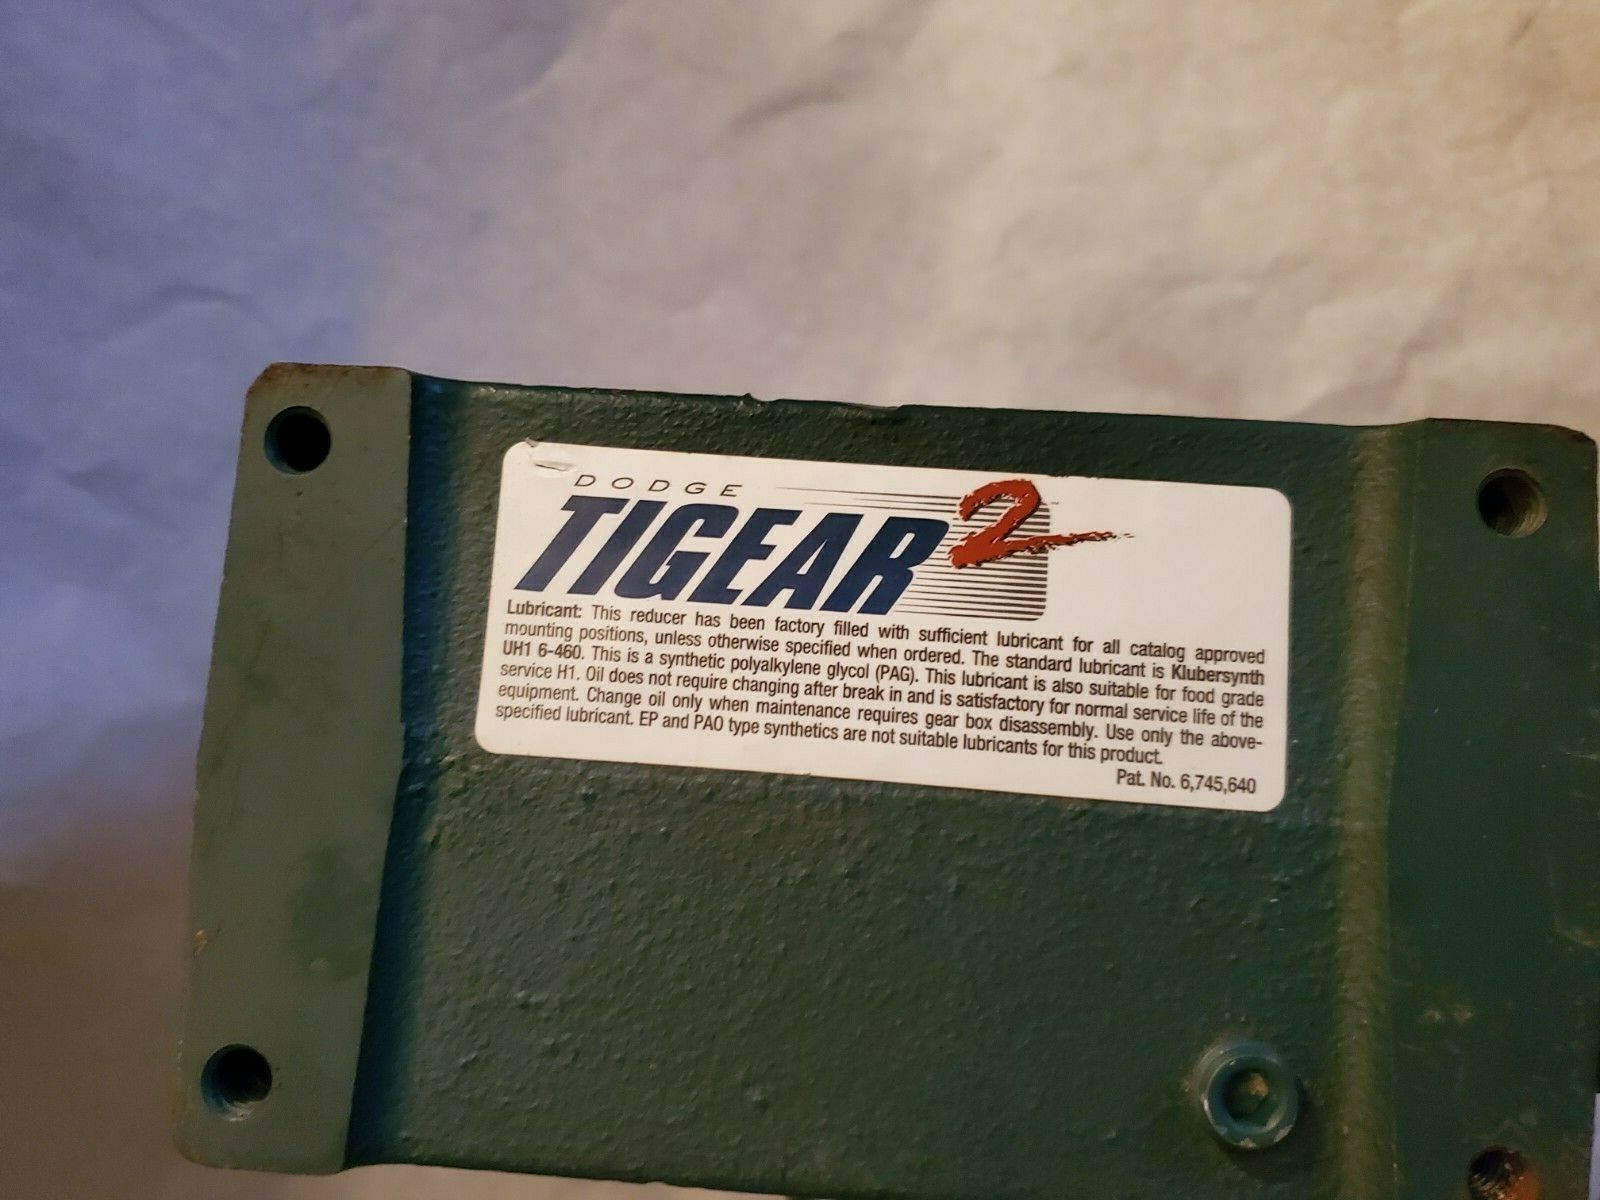 DODGE
TIGEAR 2 ™
Lubricant: This reducer has been factory filled with sufficient lubricant for all catalog approved
mounting positions, unless otherwise specified when ordered. The standard lubricant is Klubersynth
UH1 6-460. This is a synthetic polyalkylene glycol (PAG). This lubricant is also suitable for food grade
service H1. Oil does not require changing after break in and is satisfactory for normal service life of the
equipment. Change oil only when maintenance requires gear box disassembly. Use only the above-
specified lubricant. EP and PAO type synthetics are not suitable lubricants for this product.
Pat. No. 6,745,640